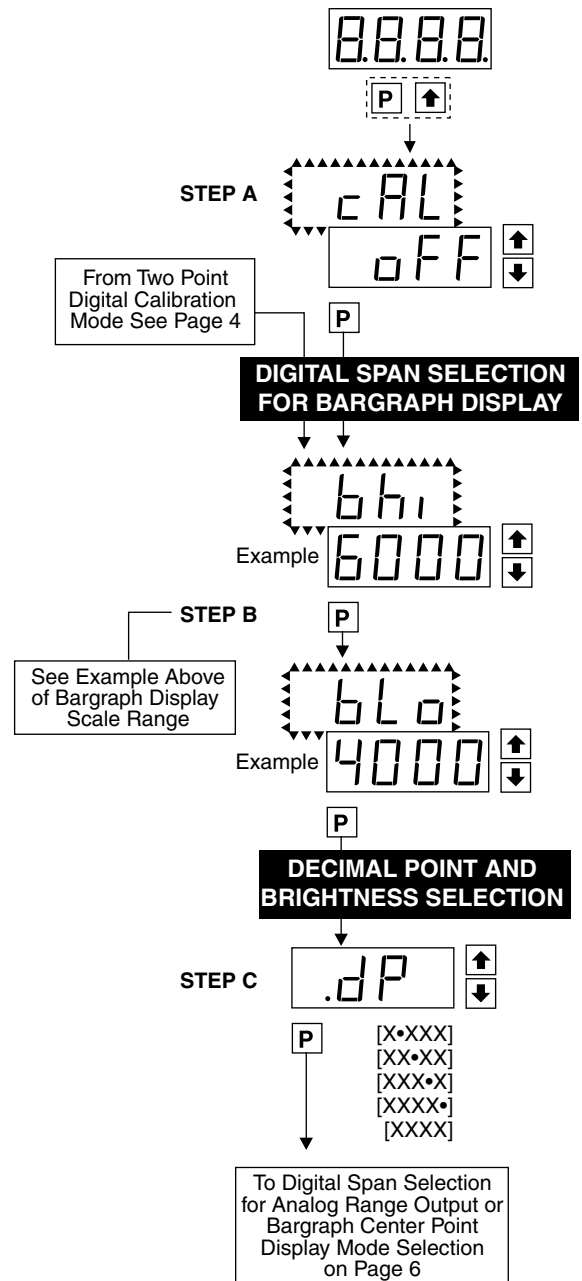 8.8.8.8.
P
STEP A
cAL
oFF
From Two Point
Digital Calibration
Mode See Page 4
P
DIGITAL SPAN SELECTION
FOR BARGRAPH DISPLAY
bhi
Example
6000
STEP B
P
See Example Above
of Bargraph Display
Scale Range
bLo
Example
4000
P
DECIMAL POINT AND
BRIGHTNESS SELECTION
STEP C
.dP
P
[X•XXX]
[XX•XX]
[XXX•X]
[XXXX•]
[XXXX]
To Digital Span Selection
for Analog Range Output or
Bargraph Center Point
Display Mode Selection
on Page 6